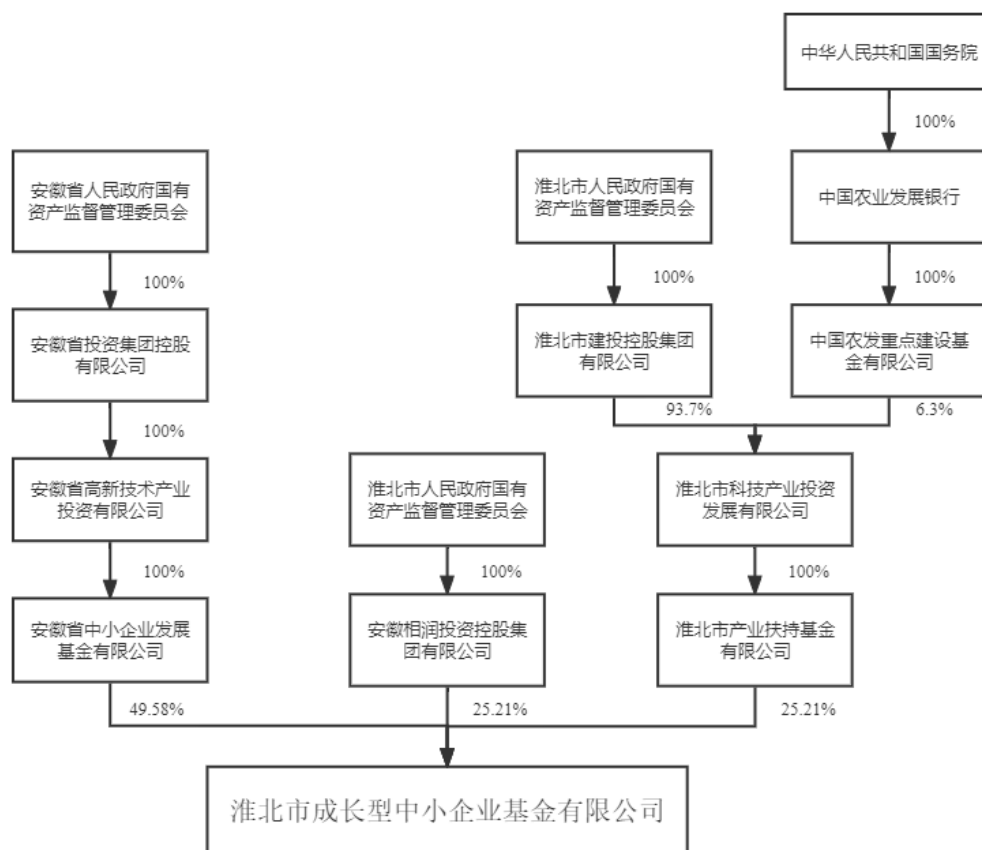 中华人民共和国国务院
100%
安徽省人民政府国有
资产监督管理委员会
淮北市人民政府国有
资产监督管理委员会
中国农业发展银行
100%
100%
100%
安徽省投资集团控股
有限公司
淮北市建投控股集团
有限公司
中国农发重点建设基
金有限公司
100%
93.7%
6.3%
安徽省高新技术产业
投资有限公司
淮北市人民政府国有
资产监督管理委员会
淮北市科技产业投资
发展有限公司
100%
100%
100%
安徽省中小企业发展
基金有限公司
安徽相润投资控股集
团有限公司
淮北市产业扶持基金
有限公司
49.58%
25.21%
25.21%
淮北市成长型中小企业基金有限公司